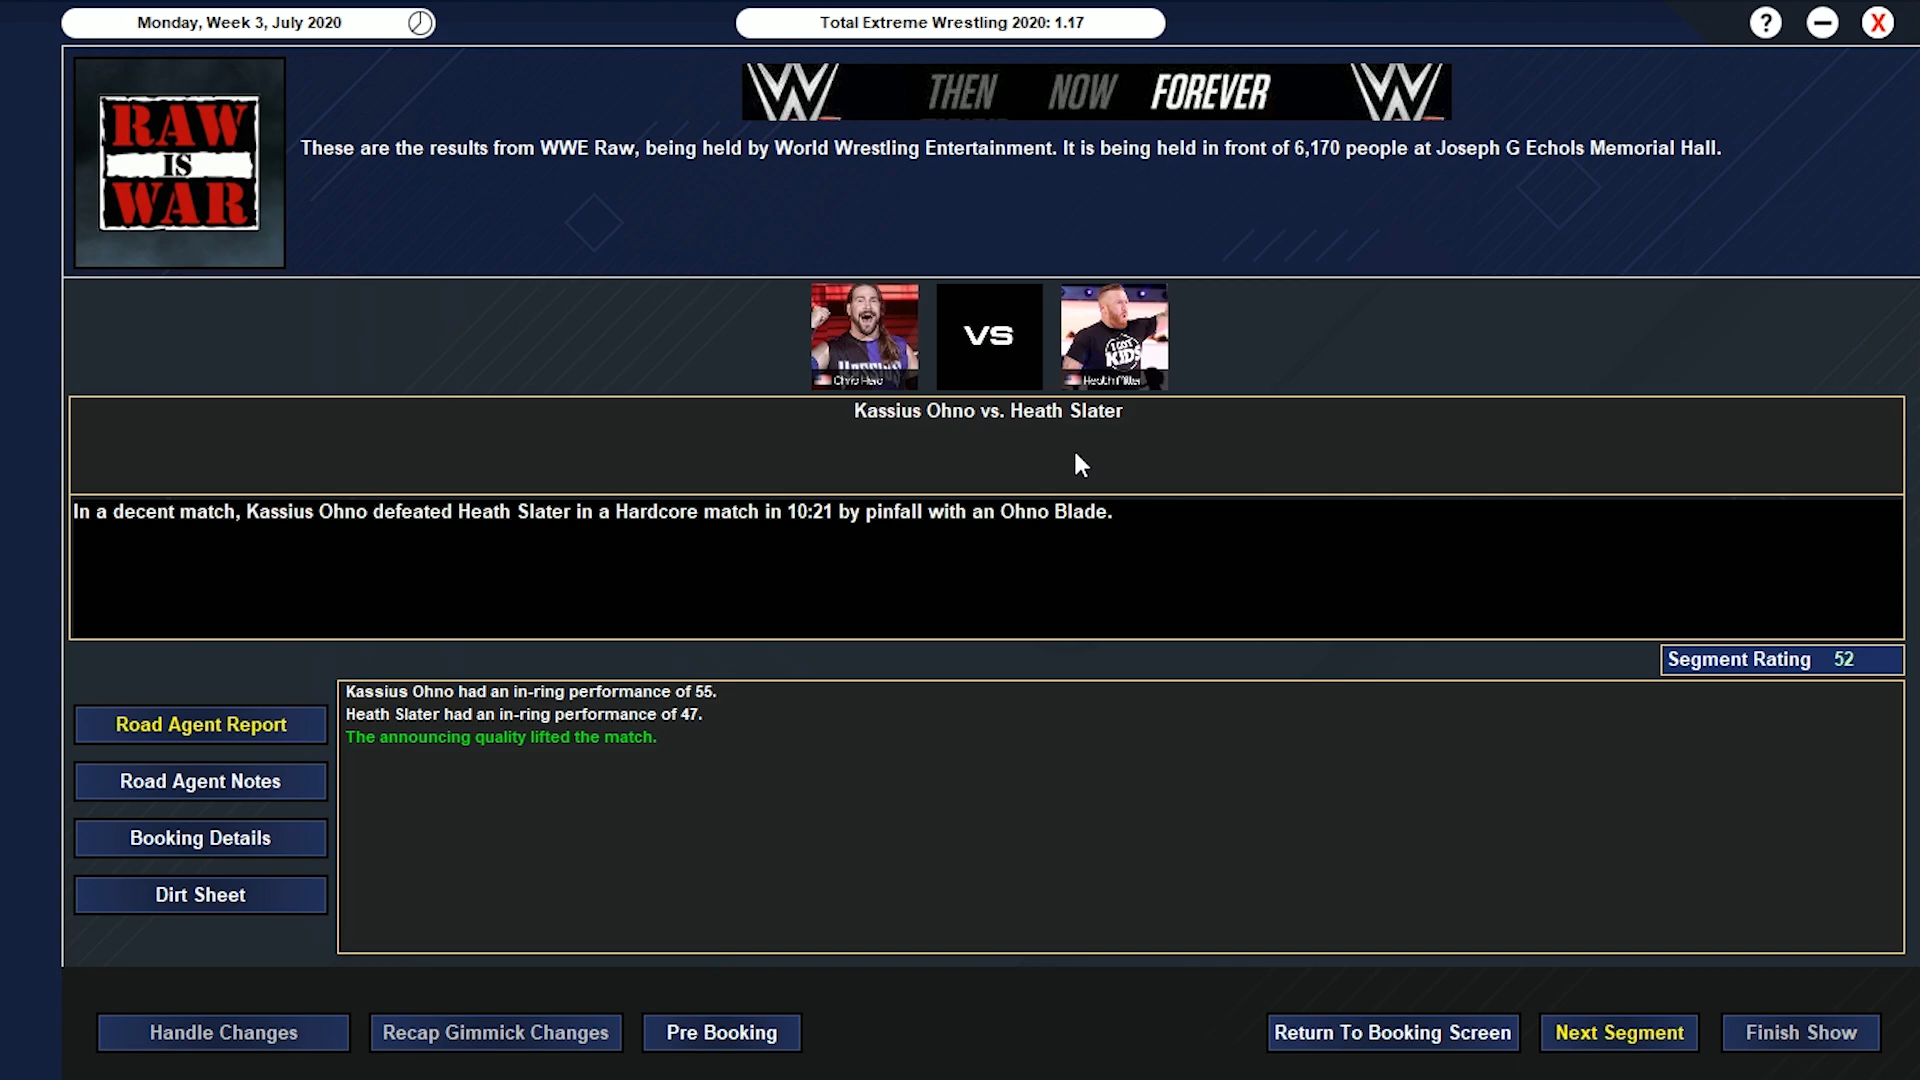 Monday, Week 3, July 2020
Total Extreme Wrestling 2020: 1.17
?
X
RAW
IS
WAR
THEN NOW FOREVER
These are the results from WWE Raw, being held by World Wrestling Entertainment. It is being held in front of 6,170 people at Joseph G Echols Memorial Hall.
I GOT
KIDS
VS
Chris Hero
Heath Miller
Kassius Ohno vs. Heath Slater
In a decent match, Kassius Ohno defeated Heath Slater in a Hardcore match in 10:21 by pinfall with an Ohno Blade.
Segment Rating 52
Kassius Ohno had an in-ring performance of 55.
Heath Slater had an in-ring performance of 47.
The announcing quality lifted the match.
Road Agent Report
Road Agent Notes
Booking Details
Dirt Sheet
Handle Changes
Recap Gimmick Changes
Pre Booking
Return To Booking Screen
Next Segment
Finish Show